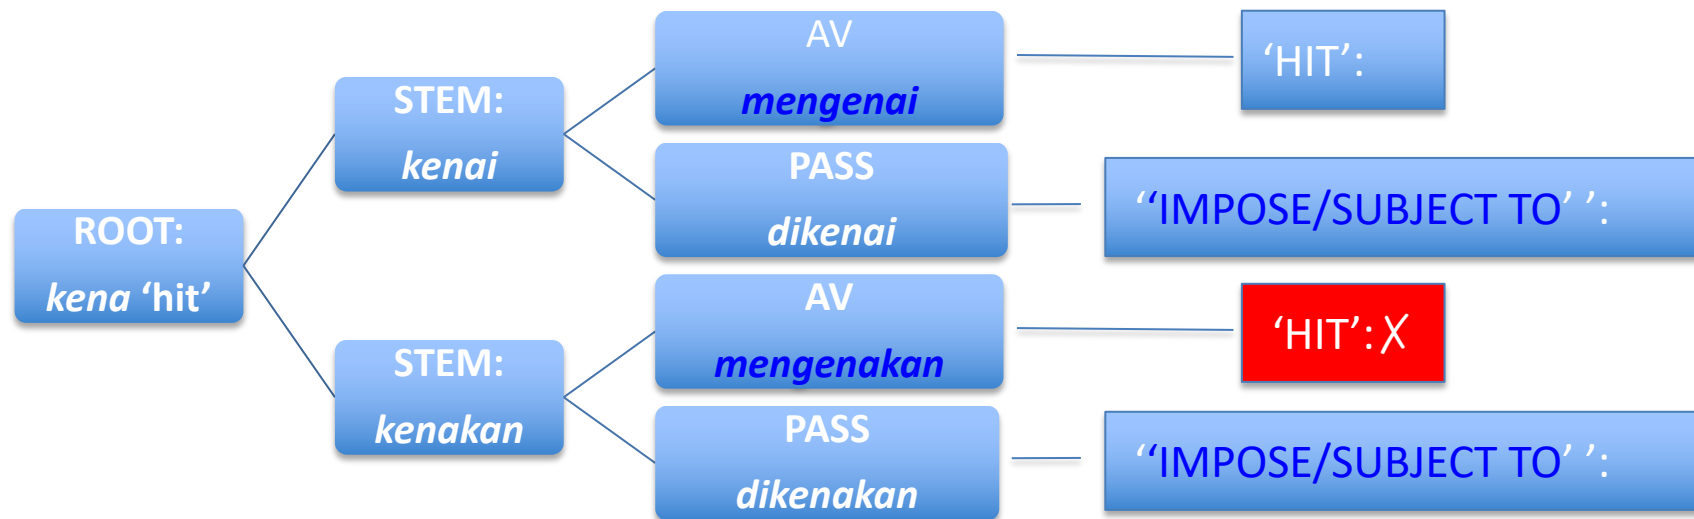 AV
mengenai
‘HIT’:
STEM:
kenai
PASS
dikenai
‘‘IMPOSE/SUBJECT TO’ ’:
ROOT:
kena ‘hit’
AV
mengenakan
‘HIT’: X
STEM:
kenakan
PASS
dikenakan
‘‘IMPOSE/SUBJECT TO’ ’: